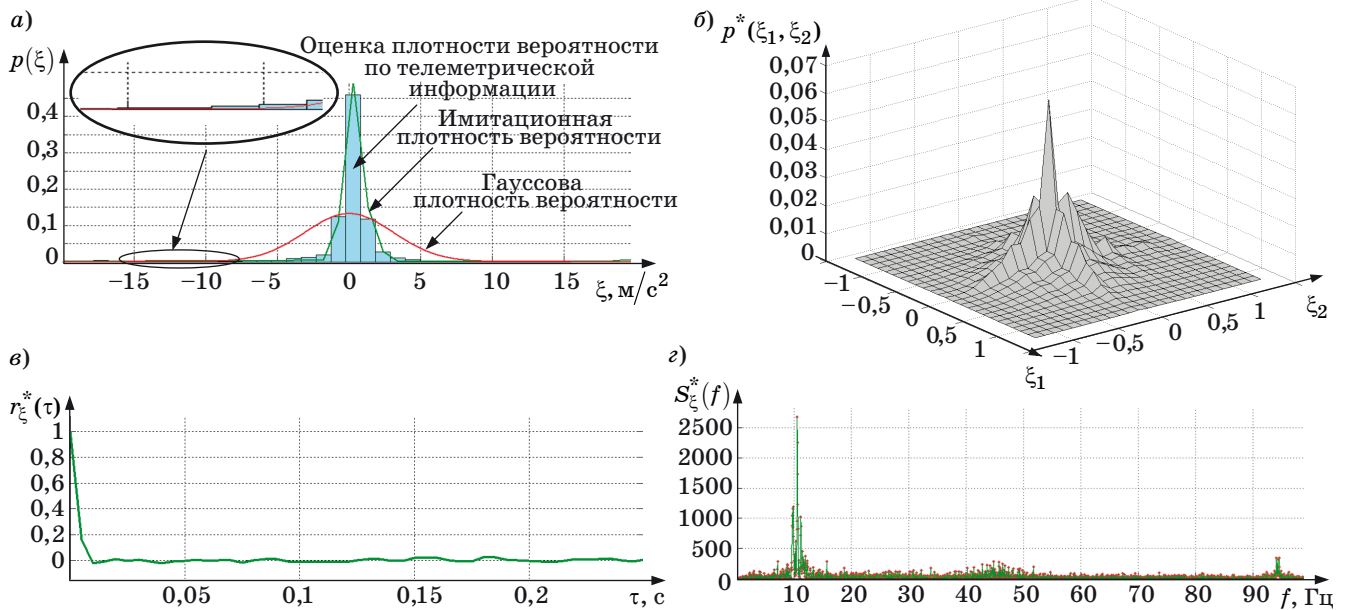 а)
p(ξ)
Оценка плотности вероятности
по телеметрической
информации
Имитационная
плотность вероятности
Гауссова
плотность вероятности
0,4
0,3
0,2
0,1
0
−15
−10
−5
0
5
10
15
ξ, м/с²
б)
p*(ξ₁, ξ₂)
0,07
0,06
0,05
0,04
0,03
0,02
0,01
0
−1
−0,5
0
0,5
1
ξ₁
−1
−0,5
0
0,5
1
ξ₂
в)
r*ξ(τ)
1
0,8
0,6
0,4
0,2
0
0,05
0,1
0,15
0,2
τ, с
г)
S*ξ(f)
2500
2000
1500
1000
500
0
10
20
30
40
50
60
70
80
90
f, Гц